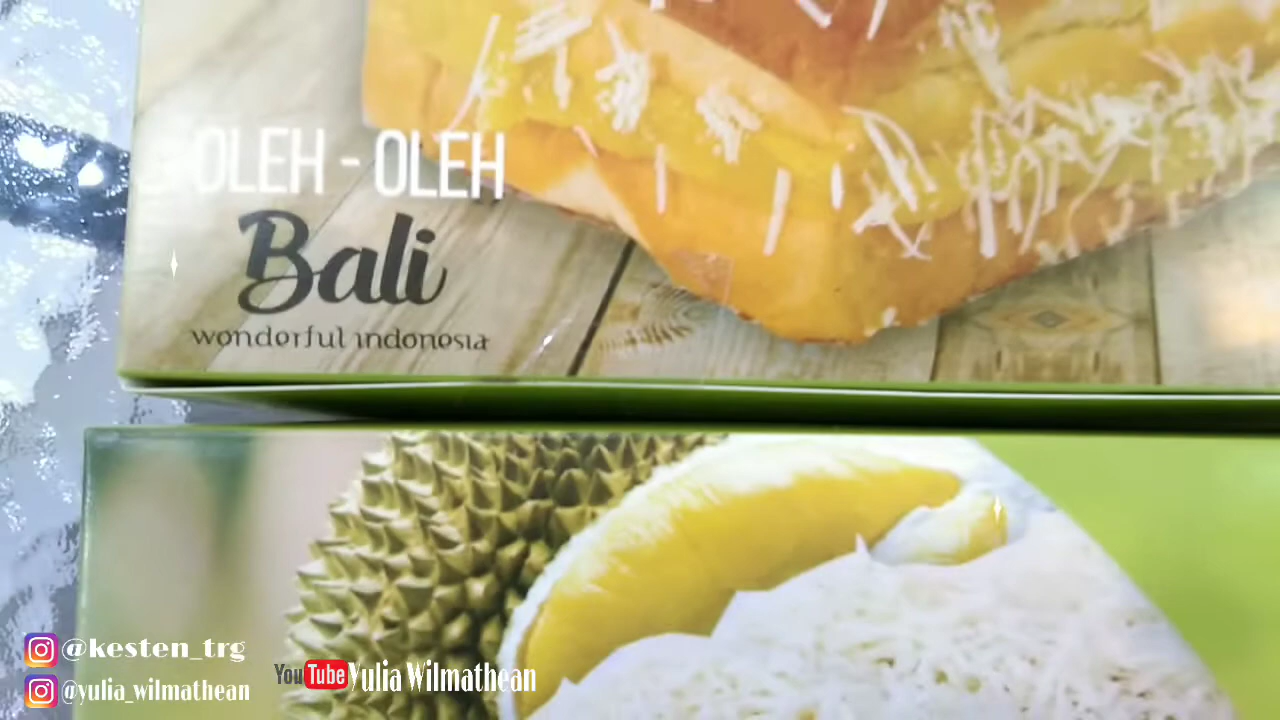 OLEH - OLEH
Bali
wonderful indonesia
@kesten_trg
@yulia_wilmathean
YouTube Yulia Wilmathean